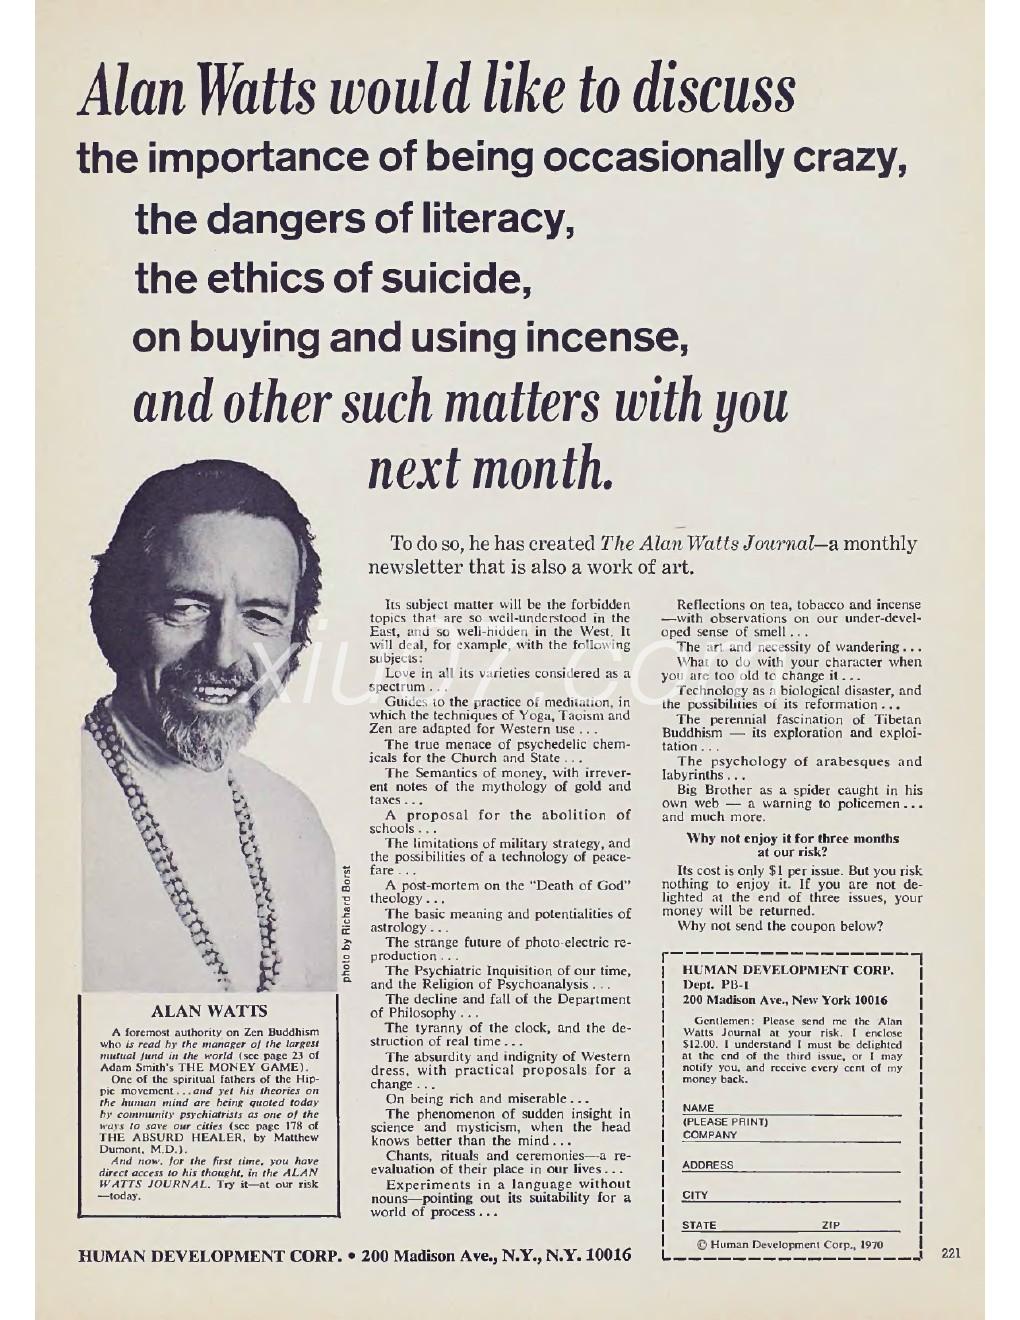 Alan Watts would like to discuss
the importance of being occasionally crazy,
the dangers of literacy,
the ethics of suicide,
on buying and using incense,
and other such matters with you
next month.
To do so, he has created The Alan Watts Journal—a monthly
newsletter that is also a work of art.
Its subject matter will be the forbidden
topics that are so well-understood in the
East, and so well-hidden in the West. It
will deal, for example, with the following
subjects:
Love in all its varieties considered as a
spectrum . . .
Guides to the practice of meditation, in
which the techniques of Yoga, Taoism and
Zen are adapted for Western use . . .
The true menace of psychedelic chem-
icals for the Church and State . . .
The Semantics of money, with irrever-
ent notes of the mythology of gold and
taxes . . .
A proposal for the abolition of
schools . . .
The limitations of military strategy, and
the possibilities of a technology of peace-
fare . . .
A post-mortem on the “Death of God”
theology . . .
The basic meaning and potentialities of
astrology . . .
The strange future of photo-electric re-
production . . .
The Psychiatric Inquisition of our time,
and the Religion of Psychoanalysis . . .
The decline and fall of the Department
of Philosophy . . .
The tyranny of the clock, and the de-
struction of real time . . .
The absurdity and indignity of Western
dress, with practical proposals for a
change . . .
On being rich and miserable . . .
The phenomenon of sudden insight in
science and mysticism, when the head
knows better than the mind . . .
Chants, rituals and ceremonies—a re-
evaluation of their place in our lives . . .
Experiments in a language without
nouns—pointing out its suitability for a
world of process . . .
Reflections on tea, tobacco and incense
—with observations on our under-devel-
oped sense of smell . . .
The art and necessity of wandering . . .
What to do with your character when
you are too old to change it . . .
Technology as a biological disaster, and
the possibilities of its reformation . . .
The perennial fascination of Tibetan
Buddhism — its exploration and exploi-
tation . . .
The psychology of arabesques and
labyrinths . . .
Big Brother as a spider caught in his
own web — a warning to policemen . . .
and much more.
Why not enjoy it for three months
at our risk?
Its cost is only $1 per issue. But you risk
nothing to enjoy it. If you are not de-
lighted at the end of three issues, your
money will be returned.
Why not send the coupon below?
photo by Richard Borst
ALAN WATTS
A foremost authority on Zen Buddhism
who is read by the manager of the largest
mutual fund in the world (see page 23 of
Adam Smith's THE MONEY GAME).
One of the spiritual fathers of the Hip-
pie movement . . . and yet his theories on
the human mind are being quoted today
by community psychiatrists as one of the
ways to save our cities (see page 178 of
THE ABSURD HEALER, by Matthew
Dumont, M.D.).
And now, for the first time, you have
direct access to his thought, in the ALAN
WATTS JOURNAL. Try it—at our risk
—today.
HUMAN DEVELOPMENT CORP.
Dept. PB-1
200 Madison Ave., New York 10016
Gentlemen: Please send me the Alan
Watts Journal at your risk. I enclose
$12.00. I understand I must be delighted
at the end of the third issue, or I may
notify you, and receive every cent of my
money back.
NAME
(PLEASE PRINT)
COMPANY
ADDRESS
CITY
STATE ZIP
© Human Development Corp., 1970
HUMAN DEVELOPMENT CORP. • 200 Madison Ave., N.Y., N.Y. 10016
221